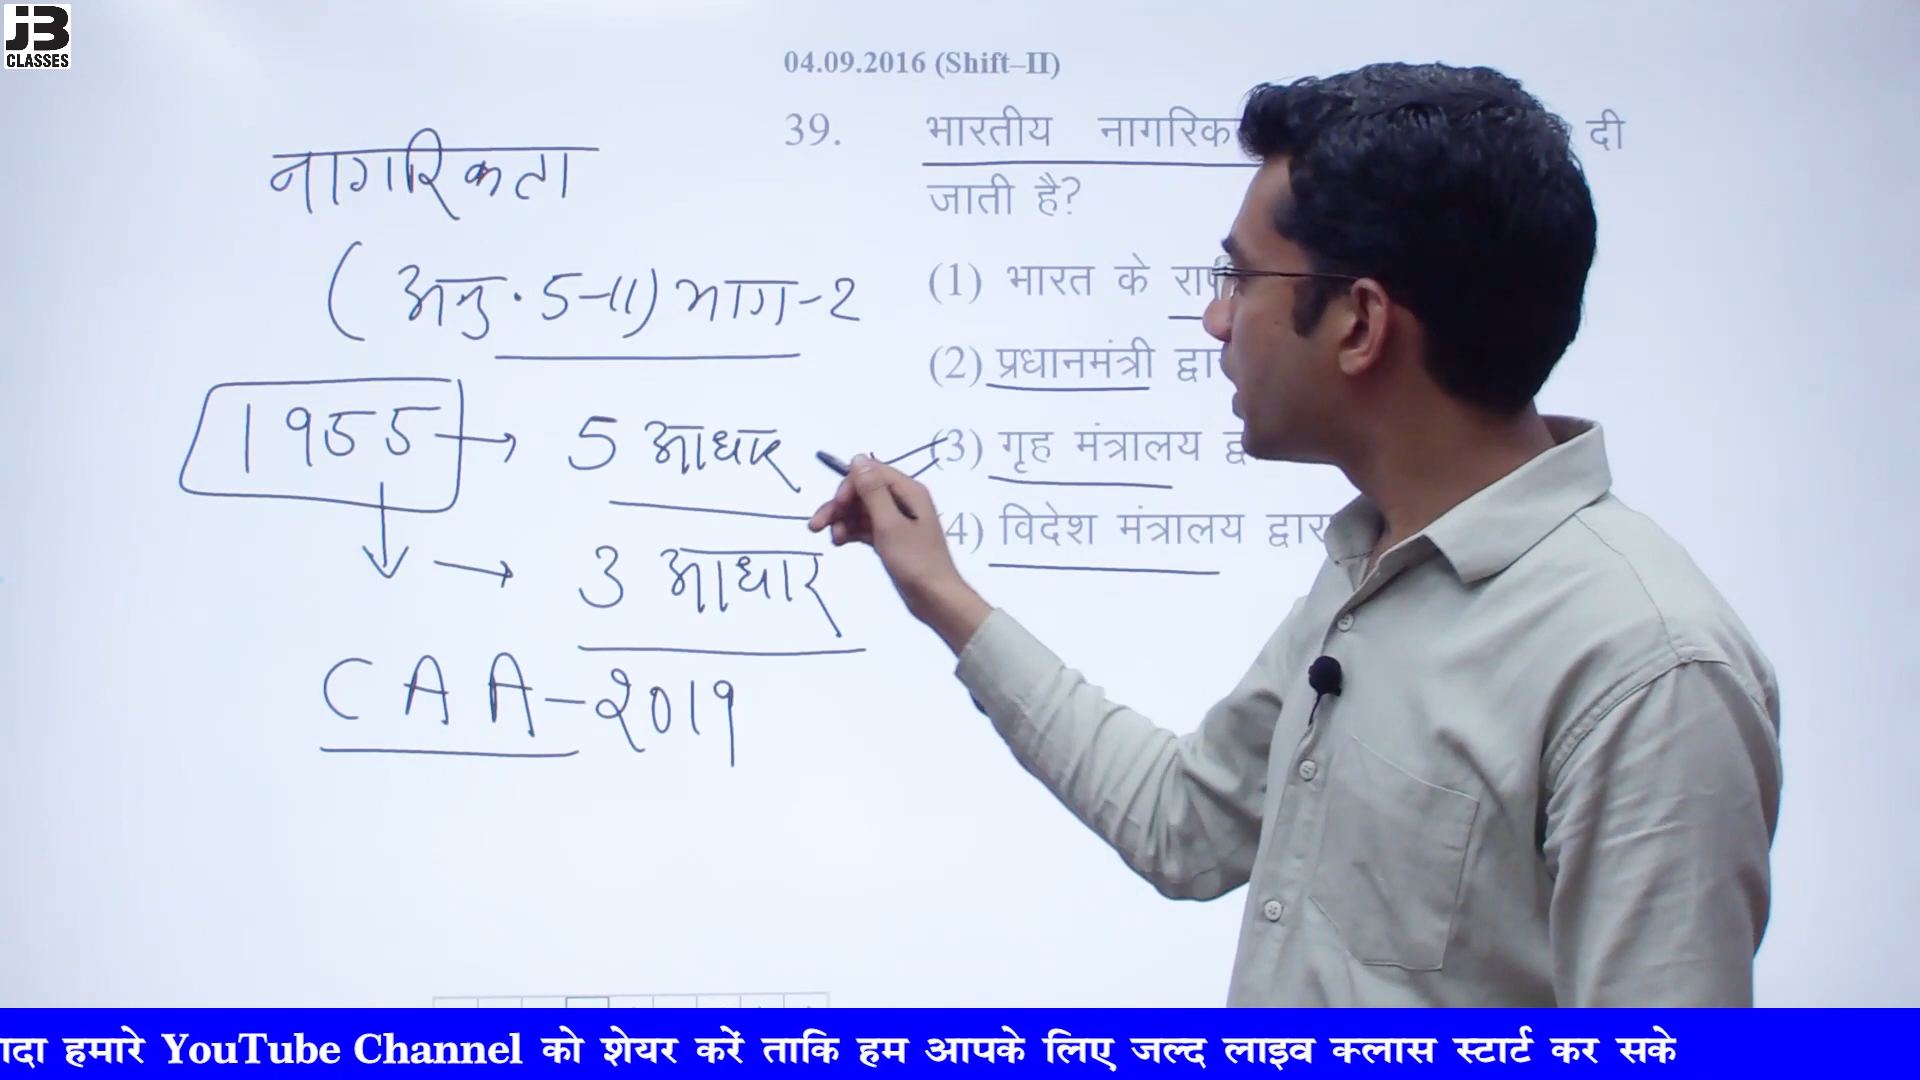 JB
CLASSES
04.09.2016 (Shift–II)
39. भारतीय दी
जाती है?
(1) भारत के
(2) प्रधानमंत्री
(3) गृह मंत्रालय
(4) विदेश मंत्रालय
नागरिकता
(अनु. 5-11) भाग-2
1955 → 5 आधार
→ 3 आधार
CAA-2019
हमारे YouTube Channel को शेयर करें ताकि हम आपके लिए जल्द लाइव क्लास स्टार्ट कर सके